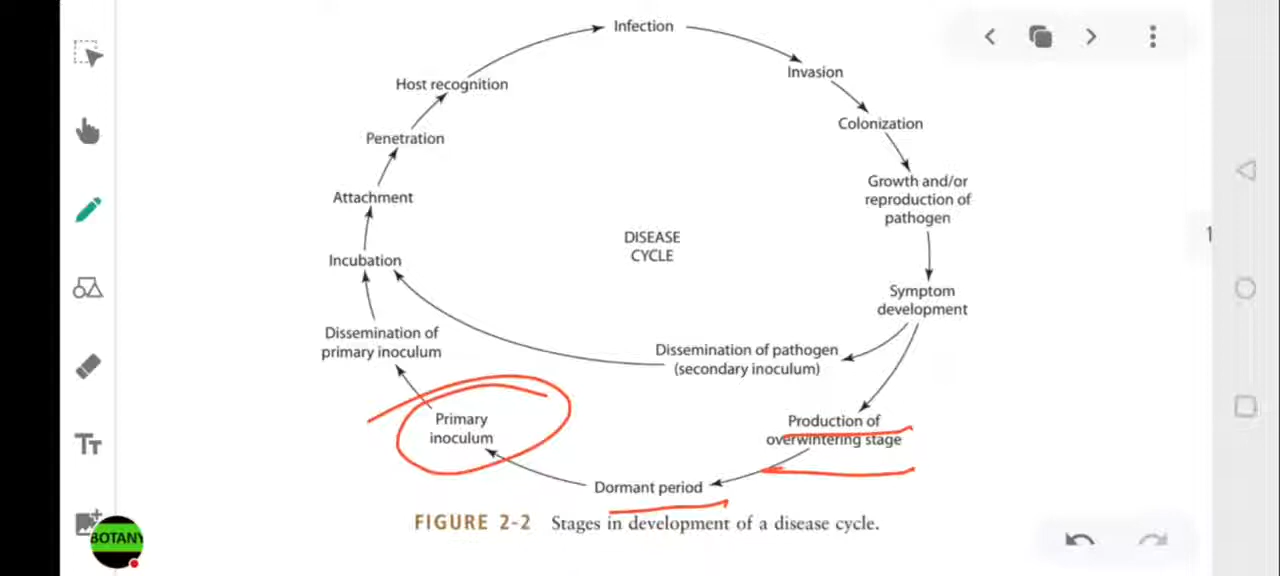 Infection
Invasion
Host recognition
Colonization
Penetration
Growth and/or
reproduction of
pathogen
Attachment
DISEASE
CYCLE
Incubation
Symptom
development
Dissemination of
primary inoculum
Dissemination of pathogen
(secondary inoculum)
Primary
inoculum
Production of
overwintering stage
Dormant period
FIGURE 2-2 Stages in development of a disease cycle.
TT
BOTANY
1